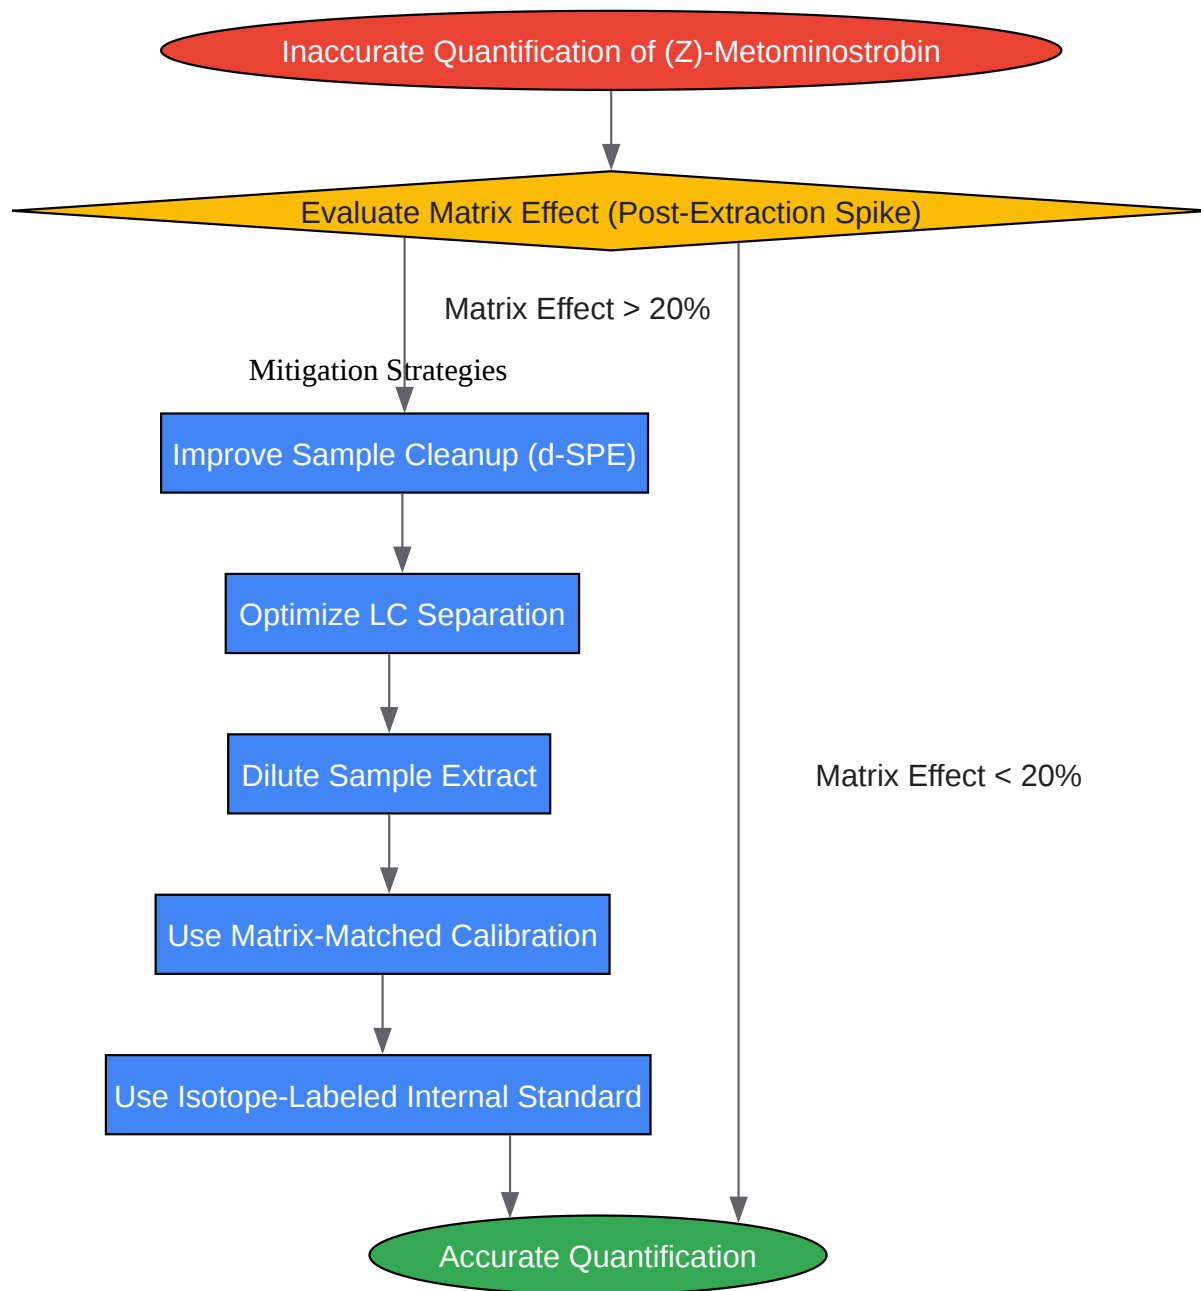 Inaccurate Quantification of (Z)-Metominostrobin
Evaluate Matrix Effect (Post-Extraction Spike)
Matrix Effect > 20%
Mitigation Strategies
Improve Sample Cleanup (d-SPE)
Optimize LC Separation
Dilute Sample Extract
Matrix Effect < 20%
Use Matrix-Matched Calibration
Use Isotope-Labeled Internal Standard
Accurate Quantification